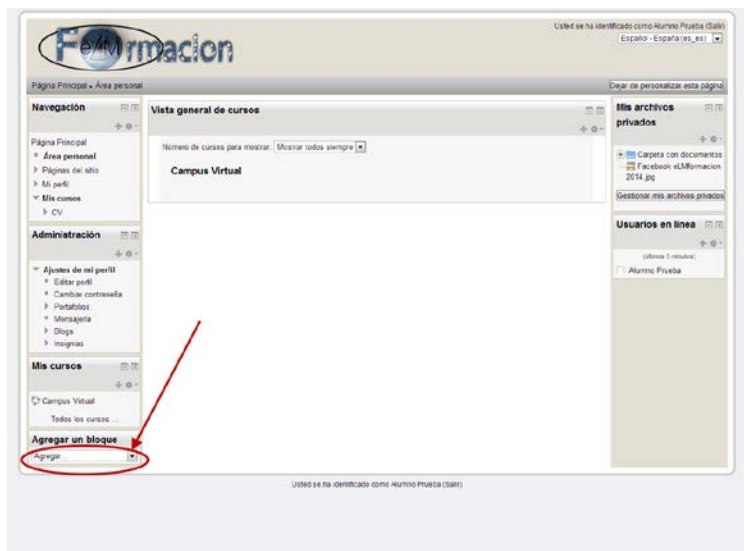 Usted se ha identificado como Alumno Prueba (Salir)
Español - España (es_es)
Página Principal ▸ Área personal
Dejar de personalizar esta página
Navegación
Página Principal
Área personal
Páginas del sitio
Mi perfil
Mis cursos
CV
Administración
Ajustes de mi perfil
Editar perfil
Cambiar contraseña
Portafolios
Mensajería
Blogs
Insignias
Mis cursos
Campus Virtual
Todos los cursos ...
Agregar un bloque
Agregar...
Vista general de cursos
Número de cursos para mostrar: Mostrar todos siempre
Campus Virtual
Mis archivos
privados
Carpeta con documentos
Facebook eLMformacion
2014.jpg
Gestionar mis archivos privados
Usuarios en línea
(últimos 5 minutos)
Alumno Prueba
Usted se ha identificado como Alumno Prueba (Salir)